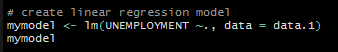 # create linear regression model
mymodel <- lm(UNEMPLOYMENT ~., data = data.1)
mymodel